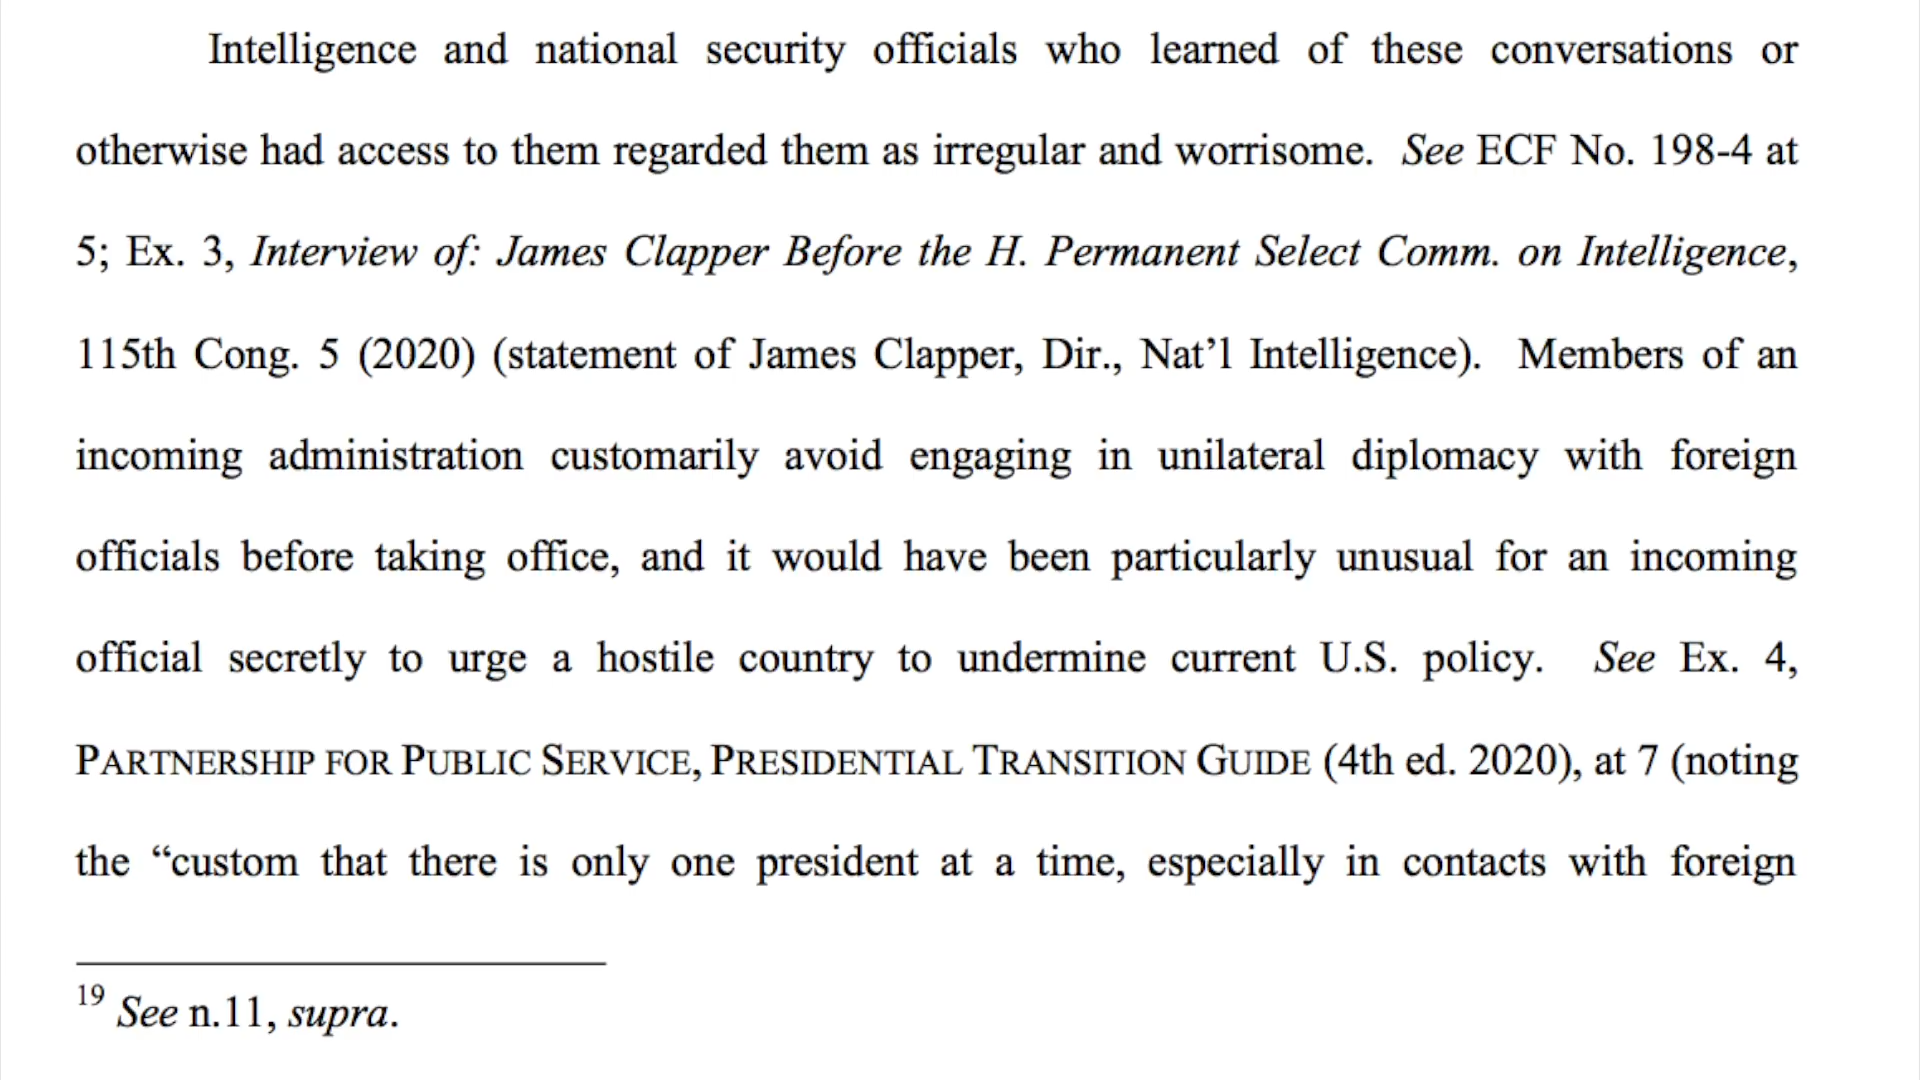 Intelligence and national security officials who learned of these conversations or
otherwise had access to them regarded them as irregular and worrisome. See ECF No. 198-4 at
5; Ex. 3, Interview of: James Clapper Before the H. Permanent Select Comm. on Intelligence,
115th Cong. 5 (2020) (statement of James Clapper, Dir., Nat’l Intelligence). Members of an
incoming administration customarily avoid engaging in unilateral diplomacy with foreign
officials before taking office, and it would have been particularly unusual for an incoming
official secretly to urge a hostile country to undermine current U.S. policy. See Ex. 4,
PARTNERSHIP FOR PUBLIC SERVICE, PRESIDENTIAL TRANSITION GUIDE (4th ed. 2020), at 7 (noting
the “custom that there is only one president at a time, especially in contacts with foreign
19 See n.11, supra.